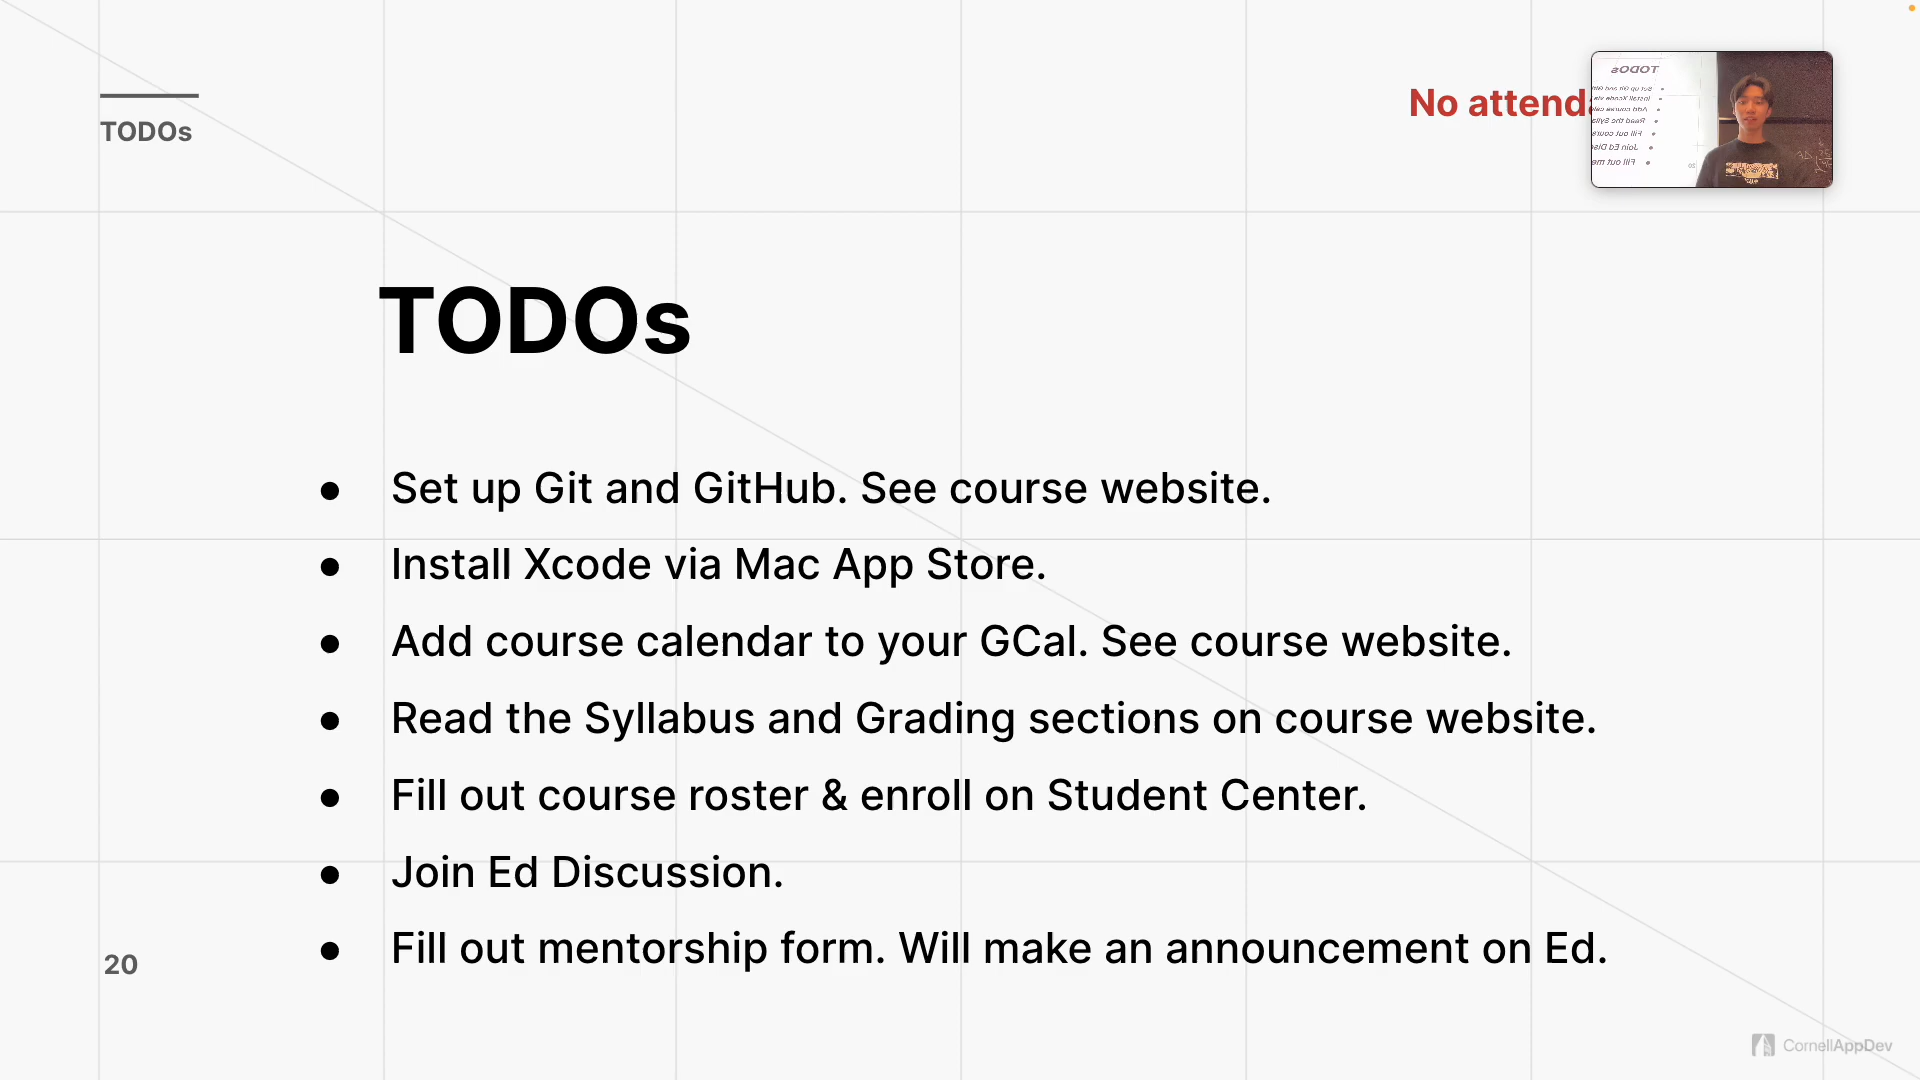 TODOs
No attend
TODOs
● Set up Git and GitHub. See course website.
● Install Xcode via Mac App Store.
● Add course calendar to your GCal. See course website.
● Read the Syllabus and Grading sections on course website.
● Fill out course roster & enroll on Student Center.
● Join Ed Discussion.
● Fill out mentorship form. Will make an announcement on Ed.
20
CornellAppDev